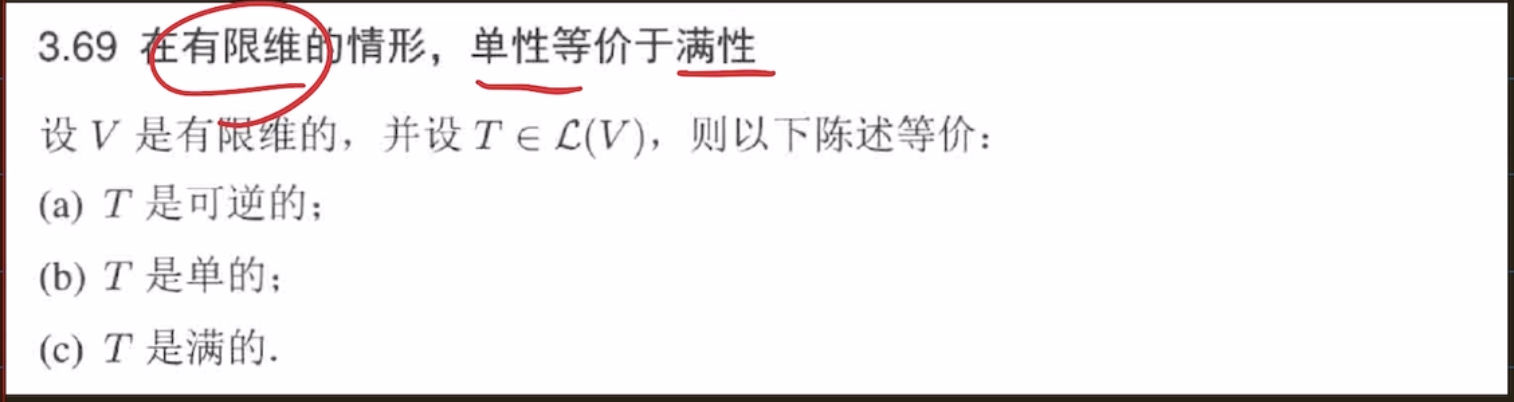 3.69 在有限维的情形，单性等价于满性
设 V 是有限维的，并设 T ∈ ℒ(V)，则以下陈述等价：
(a) T 是可逆的；
(b) T 是单的；
(c) T 是满的.